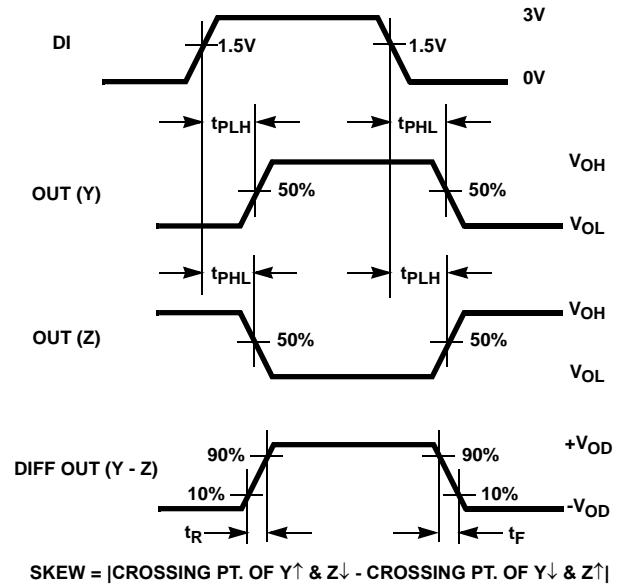 3V
DI
1.5V
1.5V
0V
tPLH
tPHL
VOH
OUT (Y)
50%
50%
VOL
tPHL
tPLH
VOH
OUT (Z)
50%
50%
VOL
+VOD
DIFF OUT (Y - Z)
90%
90%
10%
10%
-VOD
tR
tF
SKEW = |CROSSING PT. OF Y↑ & Z↓ - CROSSING PT. OF Y↓ & Z↑|